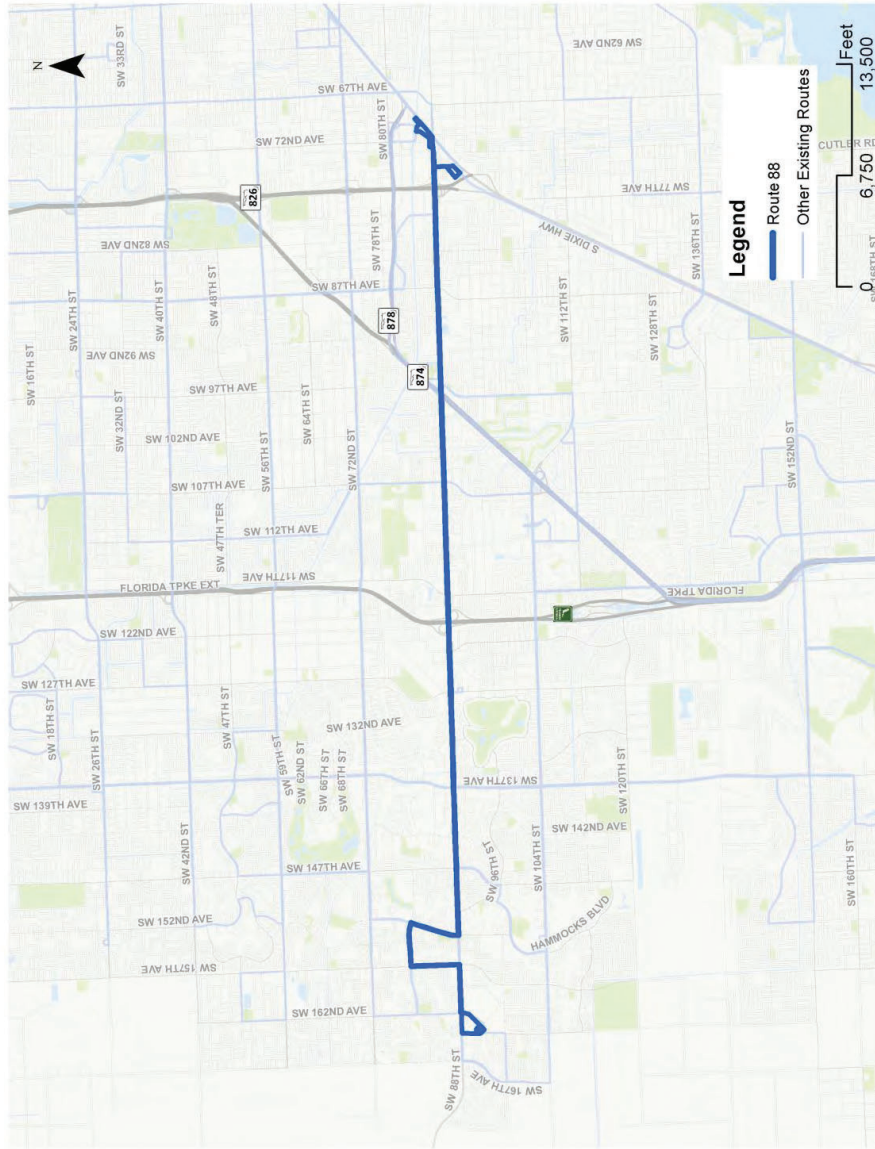 N
SW 33RD ST
SW 16TH ST
SW 24TH ST
SW 67TH AVE
SW 32ND ST
SW 92ND AVE
SW 82ND AVE
SW 40TH ST
SW 48TH ST
826
SW 72ND AVE
SW 80TH ST
SW 97TH AVE
SW 102ND AVE
SW 107TH AVE
SW 56TH ST
SW 64TH ST
SW 87TH AVE
SW 78TH ST
878
874
SW 47TH TER
SW 112TH AVE
SW 72ND ST
FLORIDA TPKE EXT
SW 117TH AVE
SW 122ND AVE
SW 127TH AVE
SW 18TH ST
SW 26TH ST
SW 47TH ST
SW 132ND AVE
SW 59TH ST
SW 62ND ST
SW 66TH ST
SW 68TH ST
SW 139TH AVE
SW 42ND ST
SW 147TH AVE
SW 152ND AVE
SW 157TH AVE
SW 162ND AVE
SW 88TH ST
SW 167TH AVE
SW 96TH ST
SW 104TH ST
HAMMOCKS BLVD
SW 142ND AVE
SW 137TH AVE
SW 120TH ST
SW 160TH ST
FLORIDA TPKE
SW 152ND ST
SW 112TH ST
SW 128TH ST
S DIXIE HWY
SW 136TH ST
SW 77TH AVE
SW 62ND AVE
CUTLER RD
SW 168TH ST
Legend
Route 88
Other Existing Routes
0 6,750 13,500
Feet